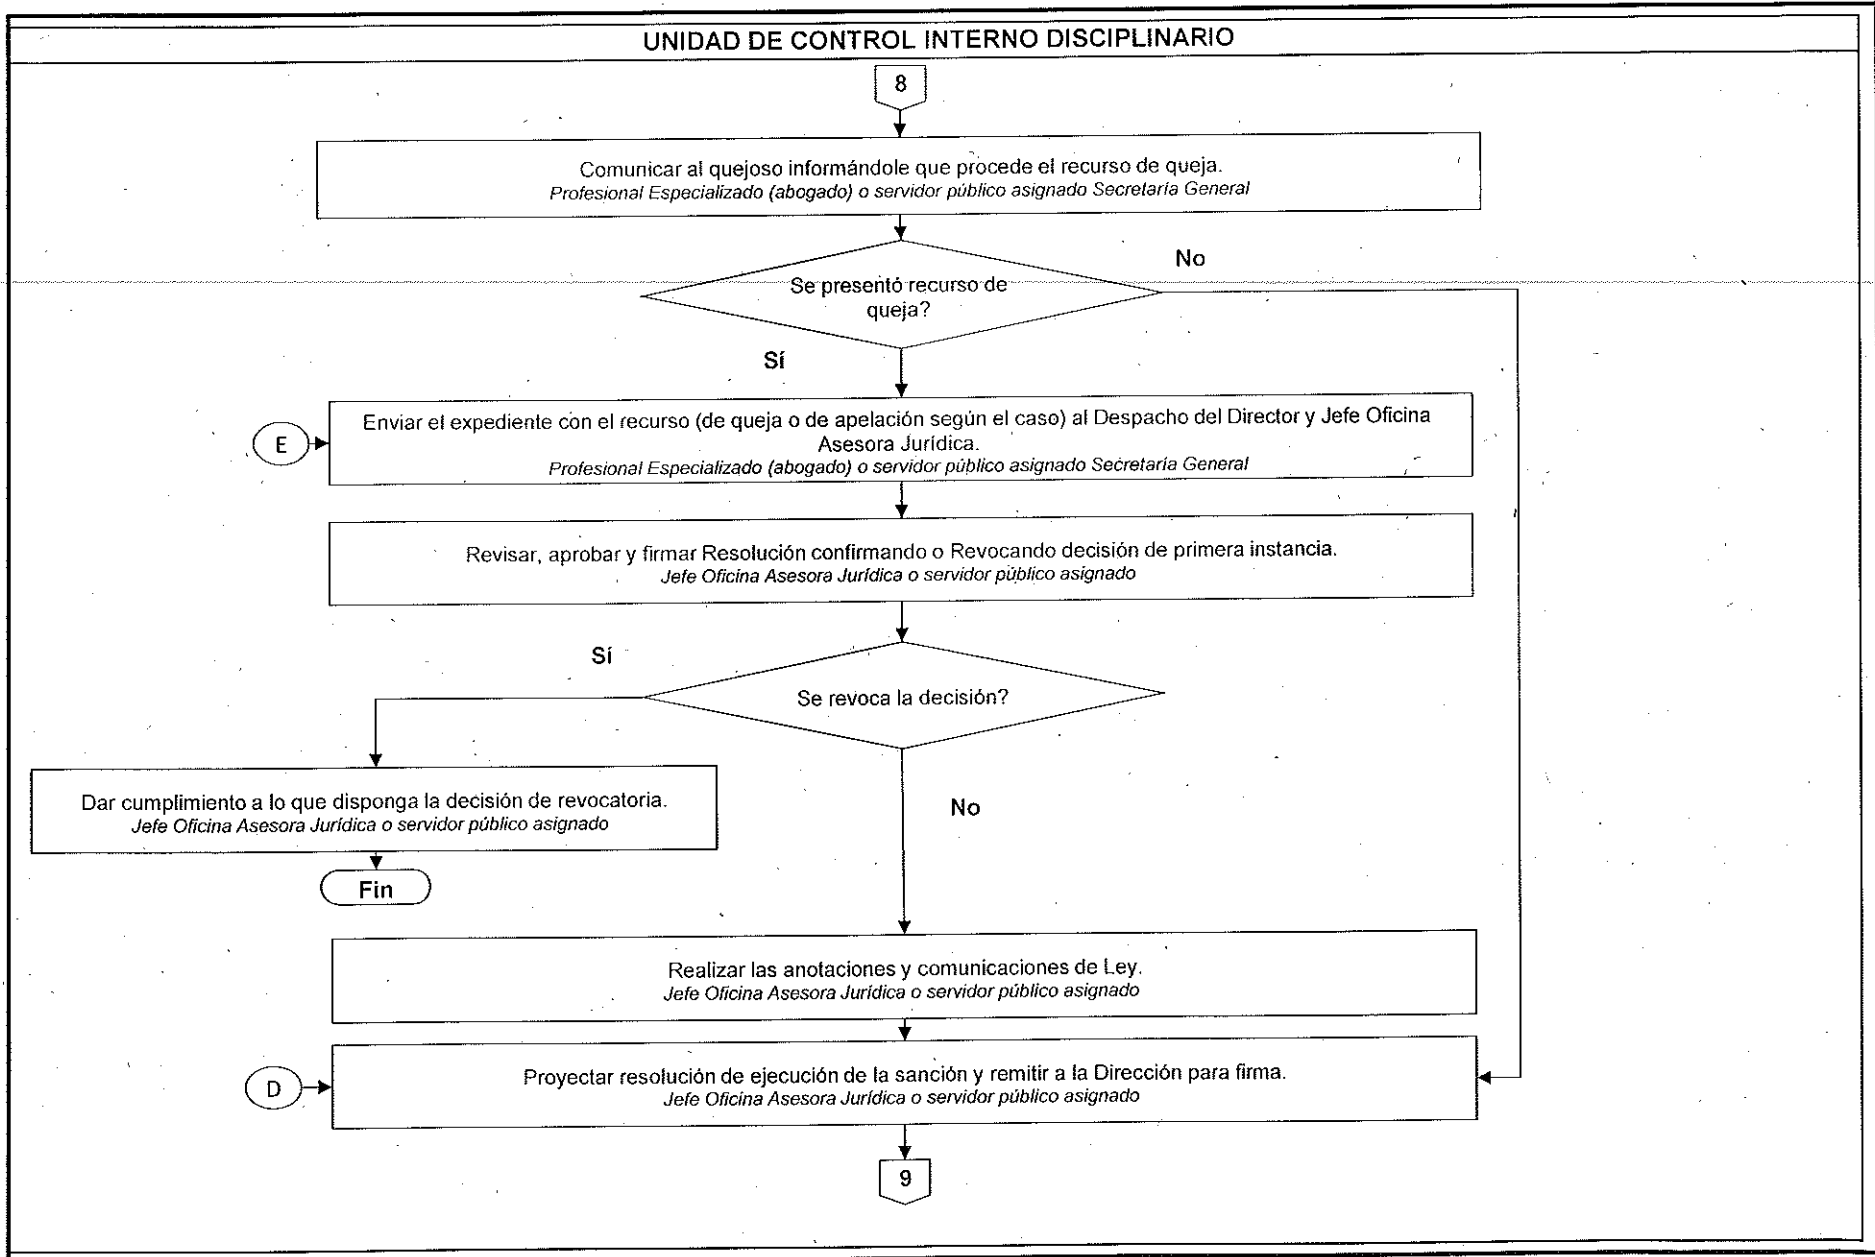 UNIDAD DE CONTROL INTERNO DISCIPLINARIO
8
Comunicar al quejoso informándole que procede el recurso de queja.
Profesional Especializado (abogado) o servidor público asignado Secretaría General
No
Se presentó recurso de
queja?
Sí
E
Enviar el expediente con el recurso (de queja o de apelación según el caso) al Despacho del Director y Jefe Oficina
Asesora Jurídica.
Profesional Especializado (abogado) o servidor público asignado Secretaría General
Revisar, aprobar y firmar Resolución confirmando o Revocando decisión de primera instancia.
Jefe Oficina Asesora Jurídica o servidor público asignado
Sí
Se revoca la decisión?
Dar cumplimiento a lo que disponga la decisión de revocatoria.
Jefe Oficina Asesora Jurídica o servidor público asignado
No
Fin
Realizar las anotaciones y comunicaciones de Ley.
Jefe Oficina Asesora Jurídica o servidor público asignado
D
Proyectar resolución de ejecución de la sanción y remitir a la Dirección para firma.
Jefe Oficina Asesora Jurídica o servidor público asignado
9